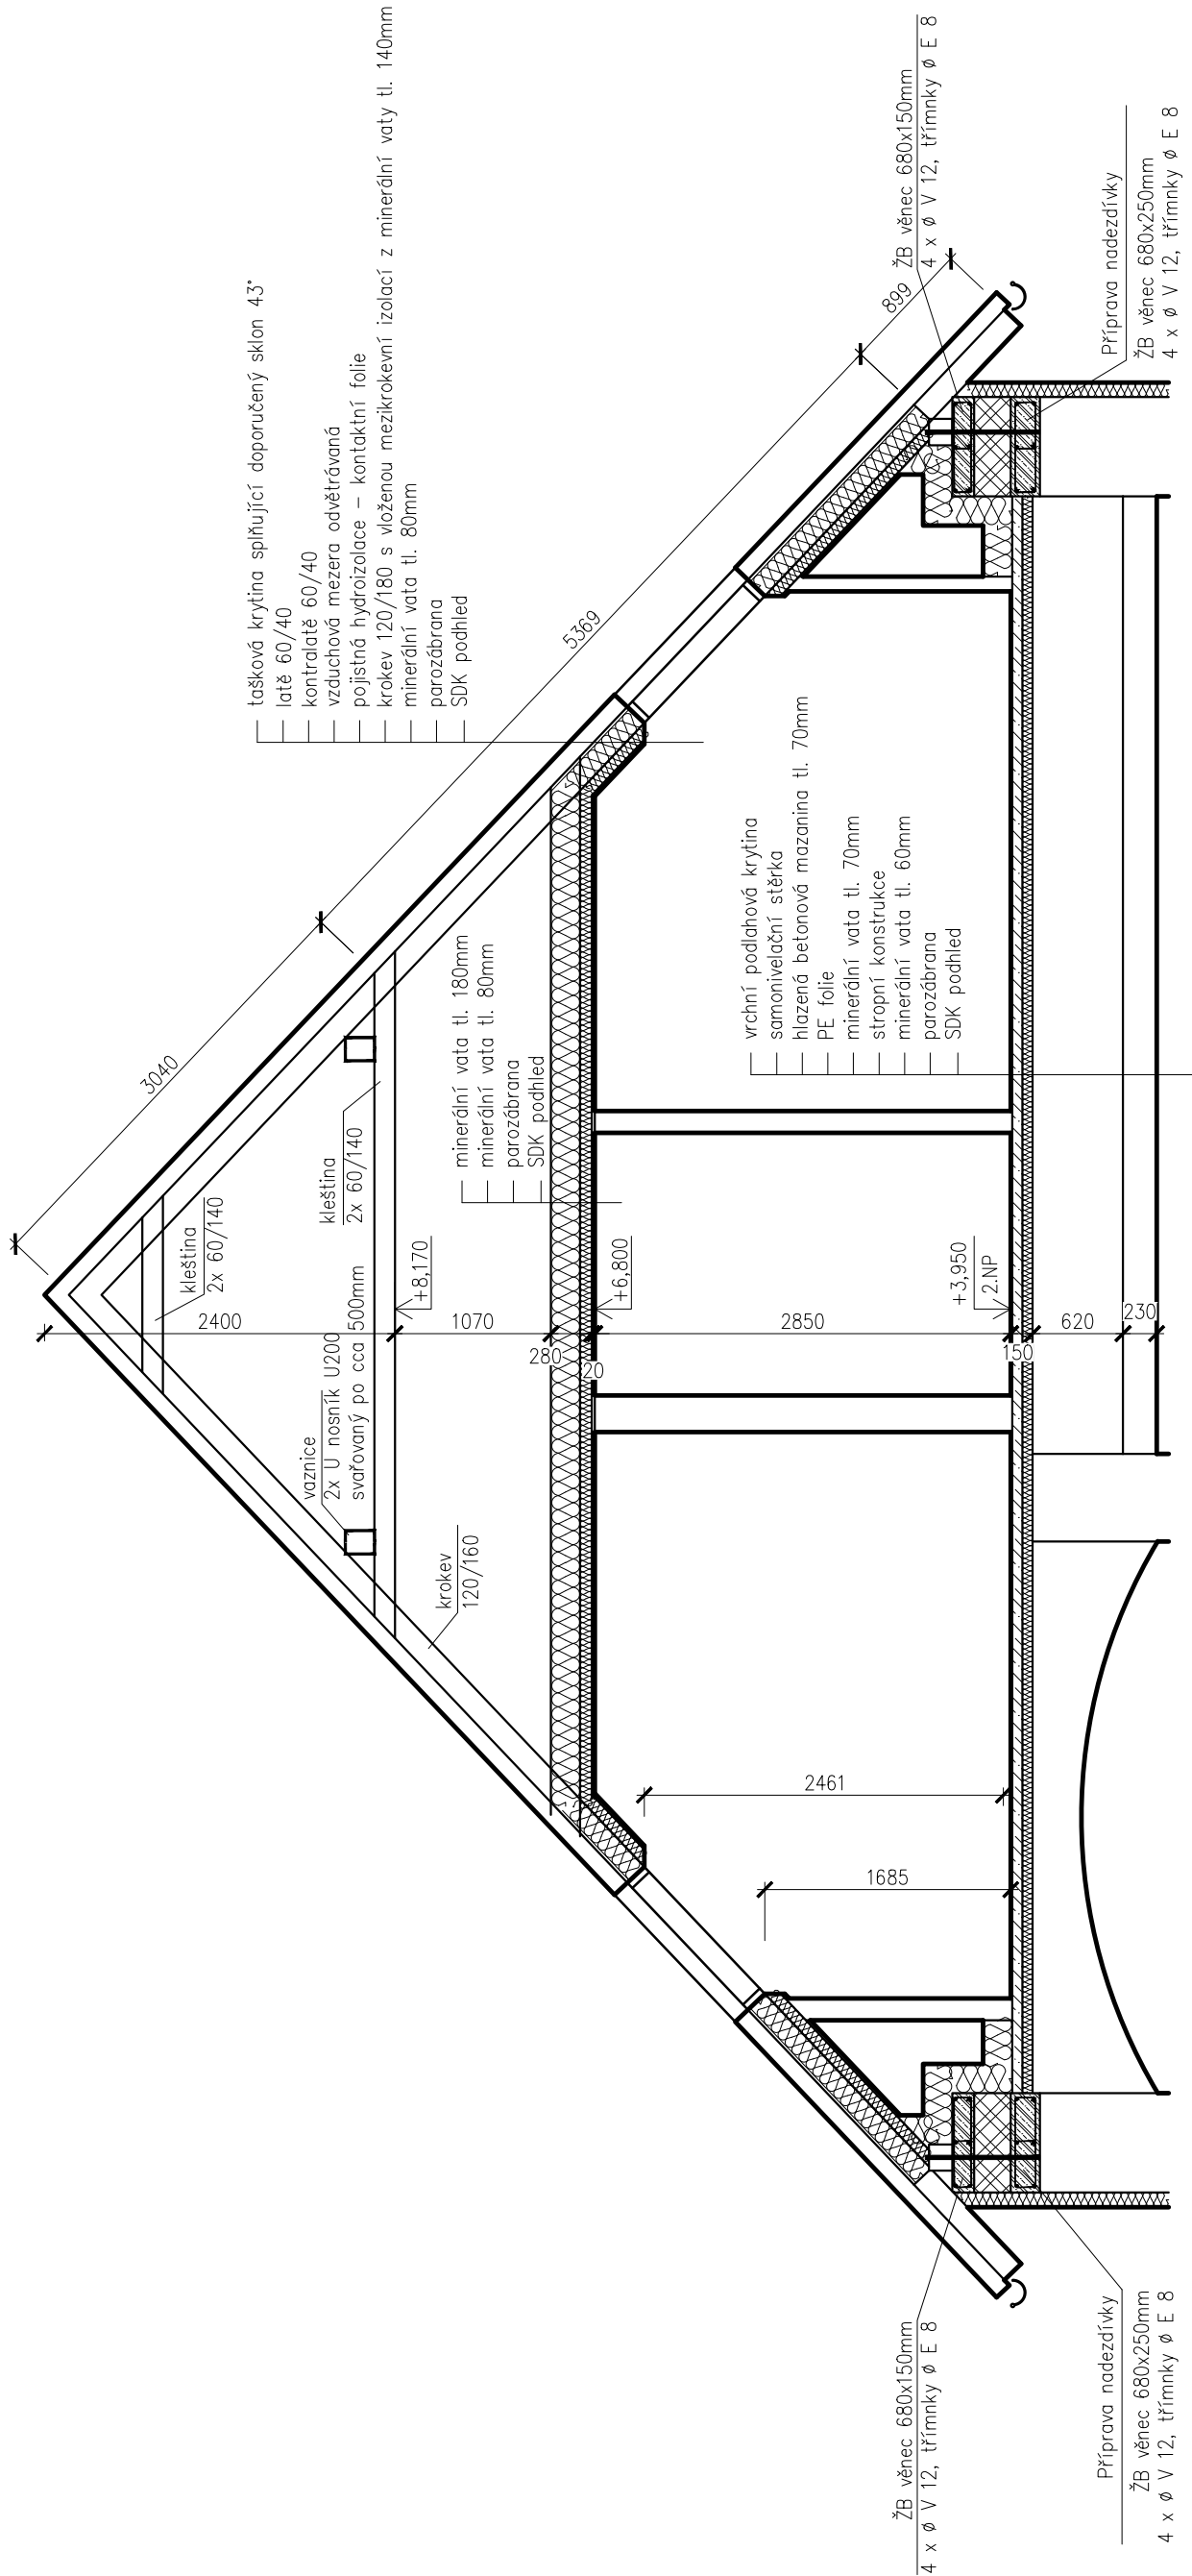 tašková krytina splňující doporučený sklon 43°
latě 60/40
kontralatě 60/40
vzduchová mezera odvětrávaná
pojistná hydroizolace – kontaktní folie
krokev 120/180 s vloženou mezikrokevní izolací z minerální vaty tl. 140mm
minerální vata tl. 80mm
parozábrana
SDK podhled
3040
5369
899
kleština
2x 60/140
kleština
2x 60/140
vaznice
2x U nosník U200
svařovaný po cca 500mm
krokev
120/160
minerální vata tl. 180mm
minerální vata tl. 80mm
parozábrana
SDK podhled
vrchní podlahová krytina
samonivelační stěrka
hlazená betonová mazanina tl. 70mm
PE folie
minerální vata tl. 70mm
stropní konstrukce
minerální vata tl. 60mm
parozábrana
SDK podhled
2400
1070
280
20
2850
150
620
230
+8,170
+6,800
+3,950
2.NP
2461
1685
ŽB věnec 680x150mm
4 x ø V 12, třímnky ø E 8
Příprava nadezdívky
ŽB věnec 680x250mm
4 x ø V 12, třímnky ø E 8
ŽB věnec 680x150mm
4 x ø V 12, třímnky ø E 8
Příprava nadezdívky
ŽB věnec 680x250mm
4 x ø V 12, třímnky ø E 8